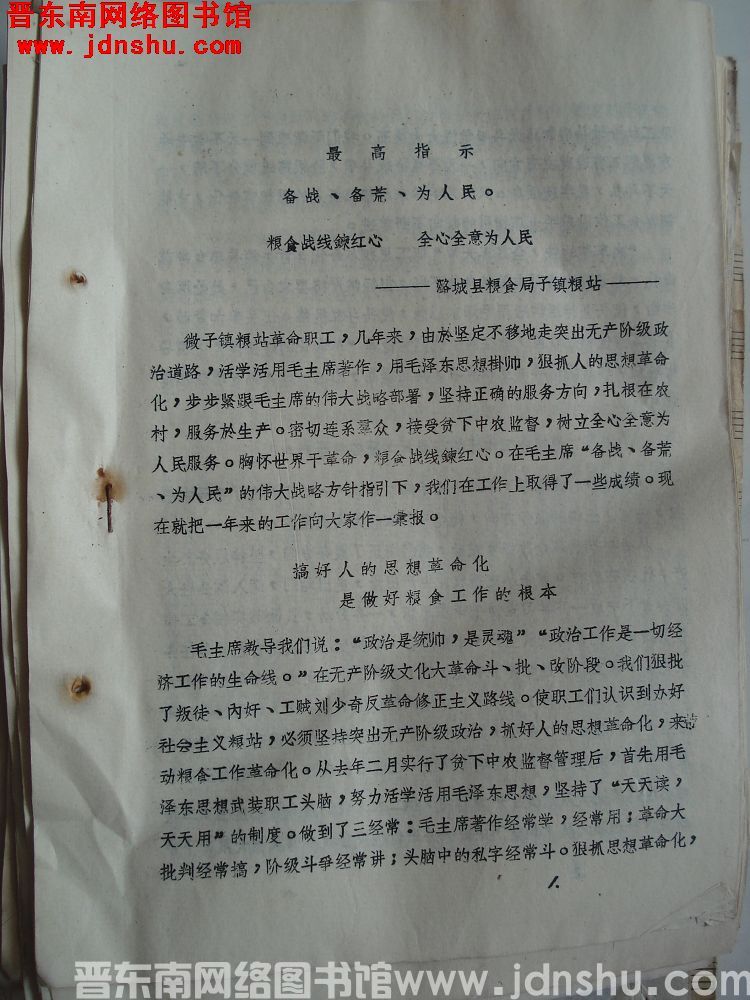 晋东南网络图书馆
www.jdnshu.com
最高指示
备战、备荒、为人民。
粮食战线鍊红心　全心全意为人民
———潞城县粮食局子镇粮站———
微子镇粮站革命职工，几年来，由於坚定不移地走突出无产阶级政
治道路，活学活用毛主席著作，用毛泽东思想掛帅，狠抓人的思想革命
化，步步紧跟毛主席的伟大战略部署，坚持正确的服务方向，扎根在农
村，服务於生产。密切连系羣众，接受贫下中农监督，树立全心全意为
人民服务。胸怀世界干革命，粮食战线鍊红心。在毛主席“备战、备荒
、为人民”的伟大战略方针指引下，我们在工作上取得了一些成绩。现
在就把一年来的工作向大家作一彙报。
搞好人的思想革命化
是做好粮食工作的根本
毛主席教导我们说：“政治是统帅，是灵魂”“政治工作是一切经
济工作的生命线。”在无产阶级文化大革命斗、批、改阶段。我们狠批
了叛徒、内奸、工贼刘少奇反革命修正主义路线。使职工们认识到办好
社会主义粮站，必须坚持突出无产阶级政治，抓好人的思想革命化，来
动粮食工作革命化。从去年二月实行了贫下中农监督管理后，首先用毛
泽东思想武装职工头脑，努力活学活用毛泽东思想，坚持了“天天读，
天天用”的制度。做到了三经常：毛主席著作经常学，经常用；革命大
批判经常搞，阶级斗争经常讲；头脑中的私字经常斗。狠抓思想革命化，
1.
晋东南网络图书馆www.jdnshu.com